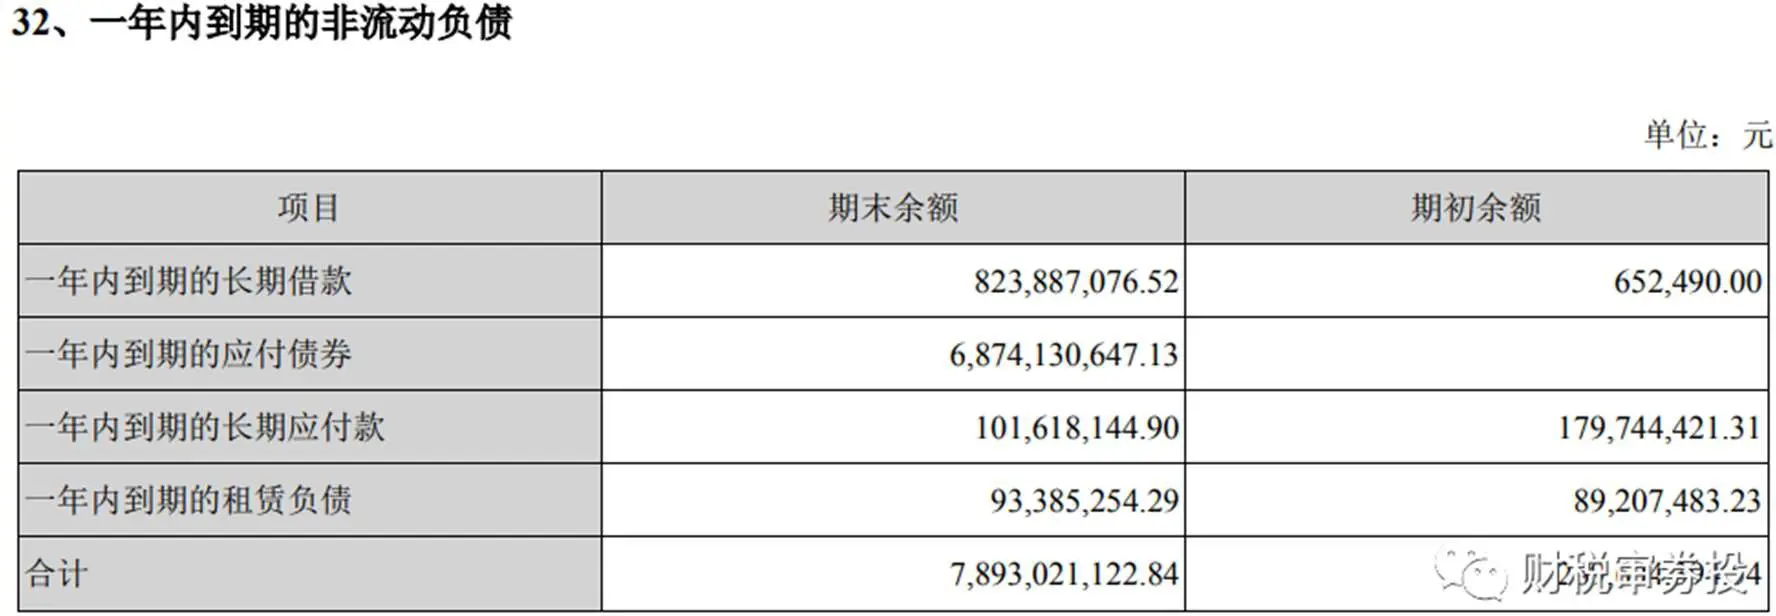 32、一年内到期的非流动负债
单位：元
项目 期末余额 期初余额
一年内到期的长期借款 823,887,076.52 652,490.00
一年内到期的应付债券 6,874,130,647.13
一年内到期的长期应付款 101,618,144.90 179,744,421.31
一年内到期的租赁负债 93,385,254.29 89,207,483.23
合计 7,893,021,122.84
财税审券投